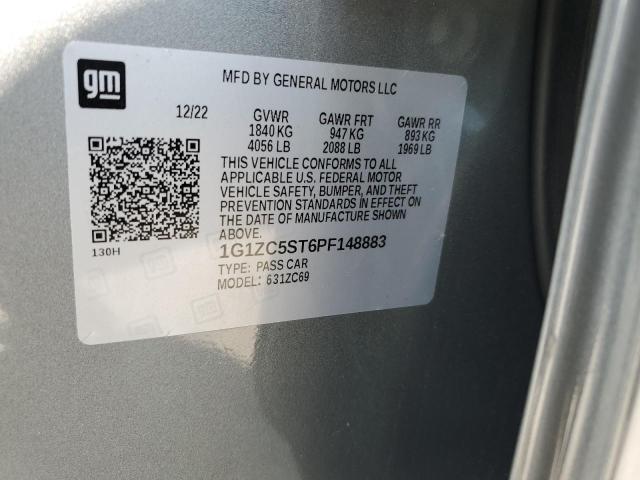 gm
MFD BY GENERAL MOTORS LLC
12/22 GVWR GAWR FRT GAWR RR
1840 KG 947 KG 893 KG
4056 LB 2088 LB 1969 LB
THIS VEHICLE CONFORMS TO ALL
APPLICABLE U.S. FEDERAL MOTOR
VEHICLE SAFETY, BUMPER, AND THEFT
PREVENTION STANDARDS IN EFFECT ON
THE DATE OF MANUFACTURE SHOWN
ABOVE.
130H
1G1ZC5ST6PF148883
TYPE: PASS CAR
MODEL: 631ZC69